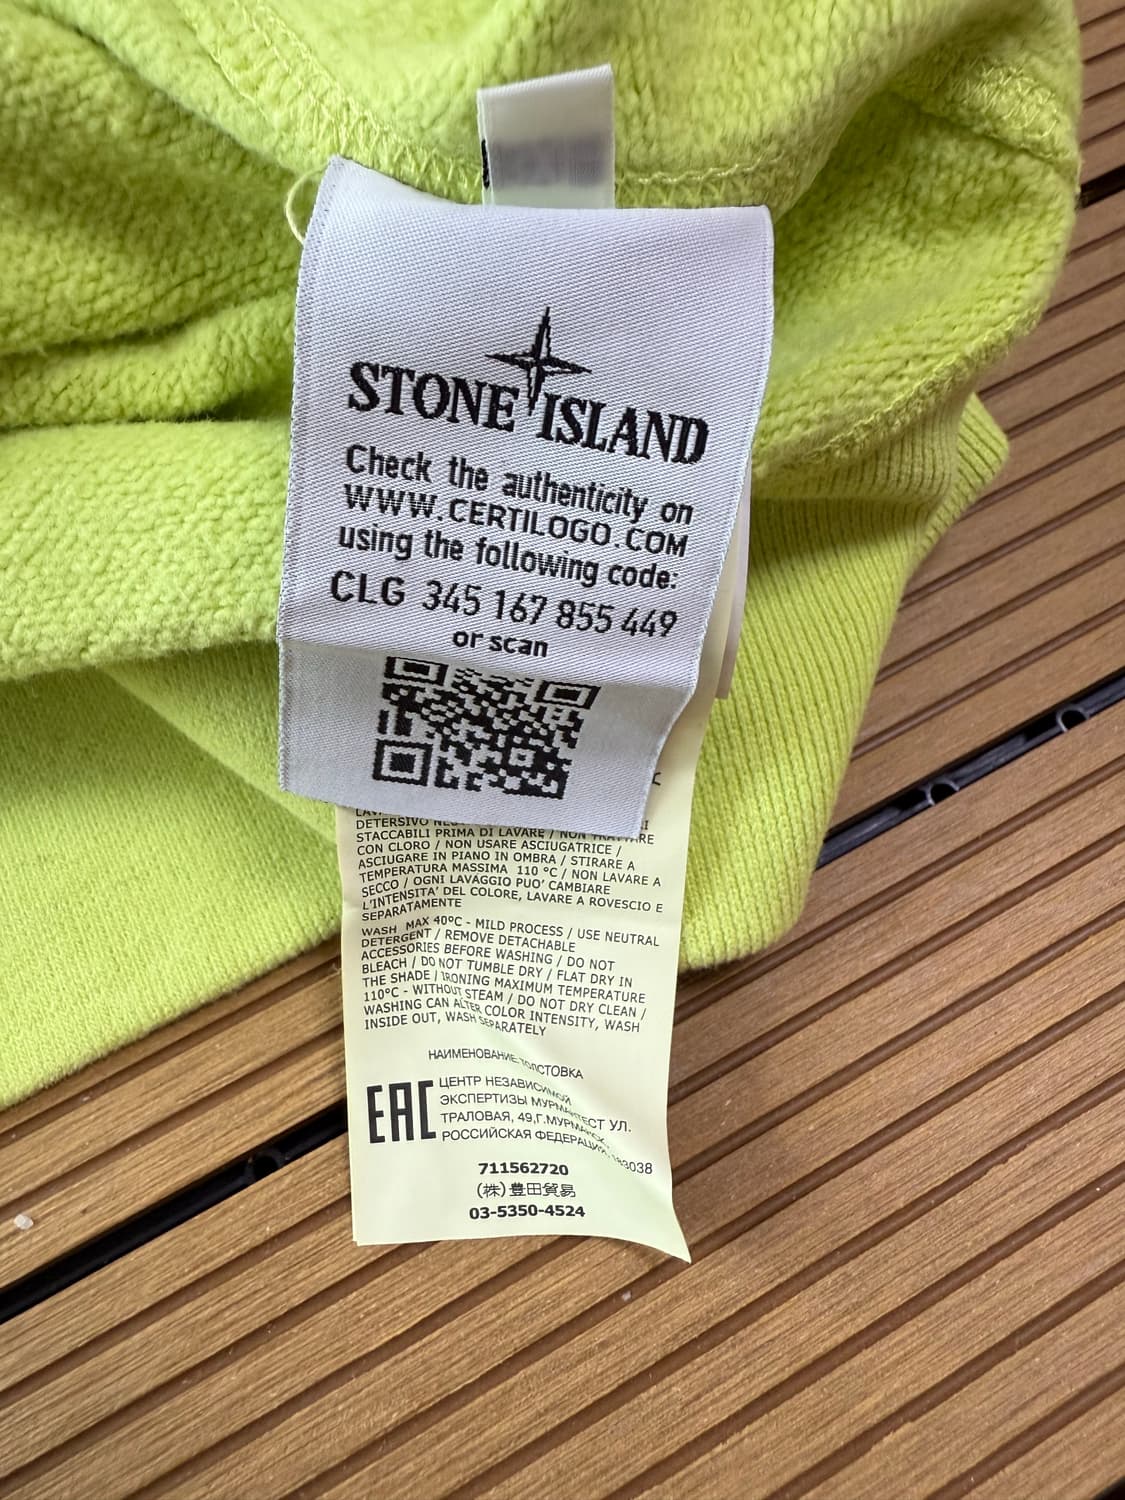 STONE ISLAND
Check the authenticity on
WWW.CERTILOGO.COM
using the following code:
CLG 345 167 855 449
or scan
DETERSIVO
STACCABILI PRIMA DI LAVARE / NON TRATTARE
CON CLORO / NON USARE ASCIUGATRICE /
ASCIUGARE IN PIANO IN OMBRA / STIRARE A
TEMPERATURA MASSIMA 110 °C / NON LAVARE A
SECCO / OGNI LAVAGGIO PUO' CAMBIARE
L'INTENSITA' DEL COLORE, LAVARE A ROVESCIO E
SEPARATAMENTE
WASH MAX 40°C - MILD PROCESS / USE NEUTRAL
DETERGENT / REMOVE DETACHABLE
ACCESSORIES BEFORE WASHING / DO NOT
BLEACH / DO NOT TUMBLE DRY / FLAT DRY IN
THE SHADE / IRONING MAXIMUM TEMPERATURE
110°C - WITHOUT STEAM / DO NOT DRY CLEAN /
WASHING CAN ALTER COLOR INTENSITY, WASH
INSIDE OUT, WASH SEPARATELY
НАИМЕНОВАНИЕ:ТОЛСТОВКА
EAC
ЦЕНТР НЕЗАВИСИМОЙ
ЭКСПЕРТИЗЫ МУРМАНТЕСТ УЛ.
ТРАЛОВАЯ, 49,Г.МУРМАНСК,
РОССИЙСКАЯ ФЕДЕРАЦИЯ, 183038
711562720
(株)豊田貿易
03-5350-4524